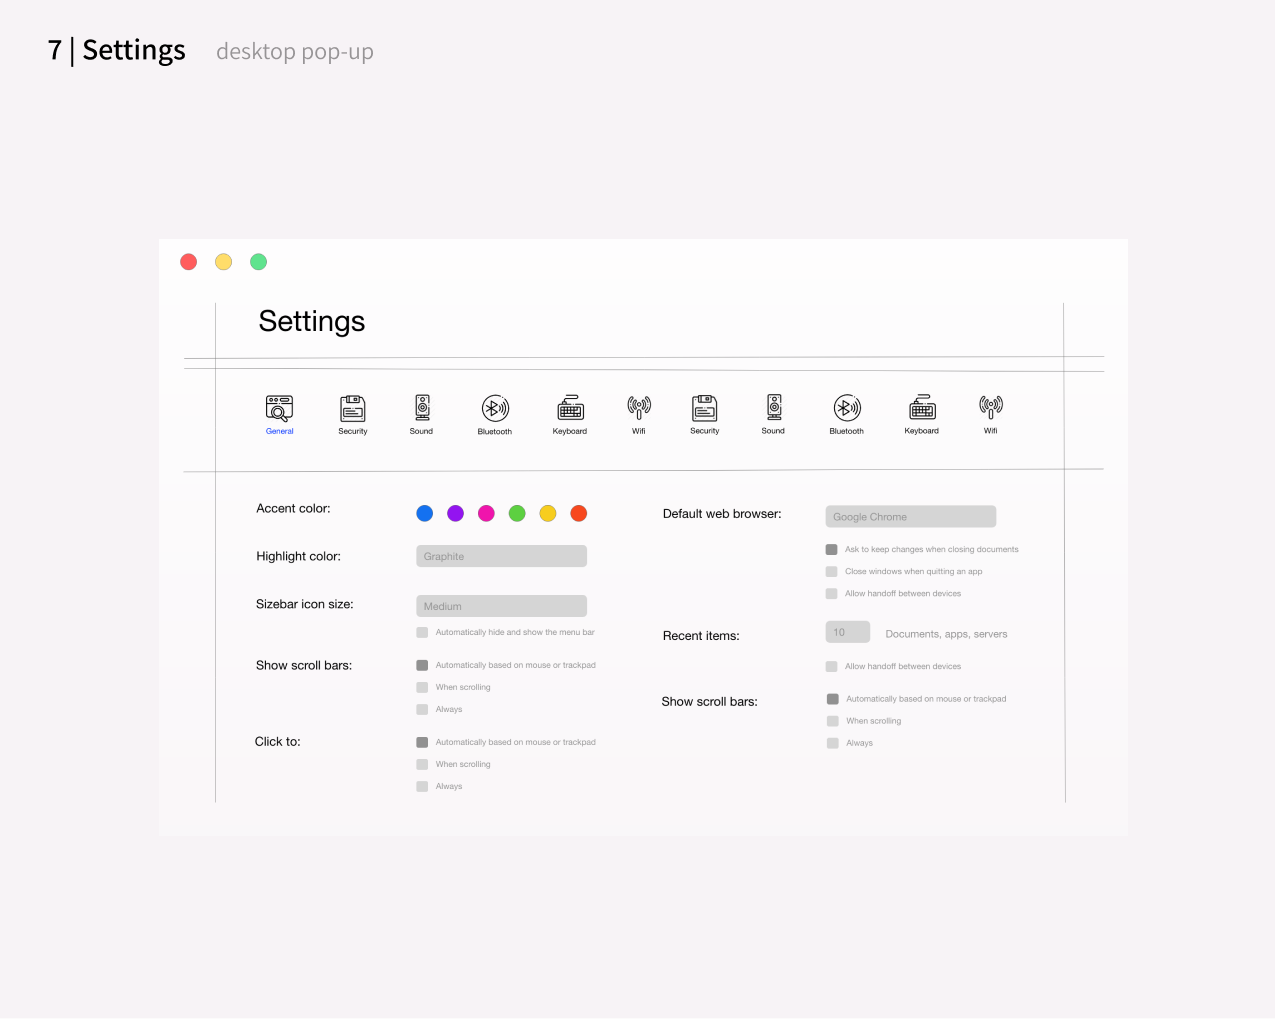 7 | Settings desktop pop-up
Settings
General Security Sound Bluetooth Keyboard Wifi Security Sound Bluetooth Keyboard Wifi
Accent color:
Highlight color: Graphite
Sizebar icon size: Medium
Automatically hide and show the menu bar
Show scroll bars: Automatically based on mouse or trackpad
When scrolling
Always
Click to: Automatically based on mouse or trackpad
When scrolling
Always
Default web browser: Google Chrome
Ask to keep changes when closing documents
Close windows when quitting an app
Allow handoff between devices
Recent items: 10 Documents, apps, servers
Allow handoff between devices
Show scroll bars: Automatically based on mouse or trackpad
When scrolling
Always